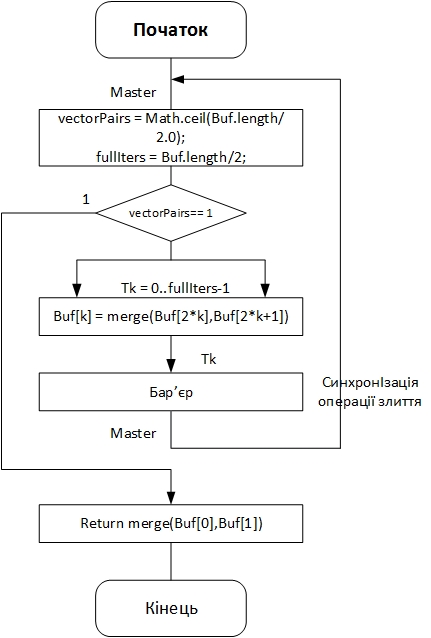 Початок
Master
vectorPairs = Math.ceil(Buf.length/
2.0);
fullIters = Buf.length/2;
1
vectorPairs== 1
Tk = 0..fullIters-1
Buf[k] = merge(Buf[2*k],Buf[2*k+1])
Tk
Бар’єр
СинхронІзація
операції злиття
Master
Return merge(Buf[0],Buf[1])
Кінець